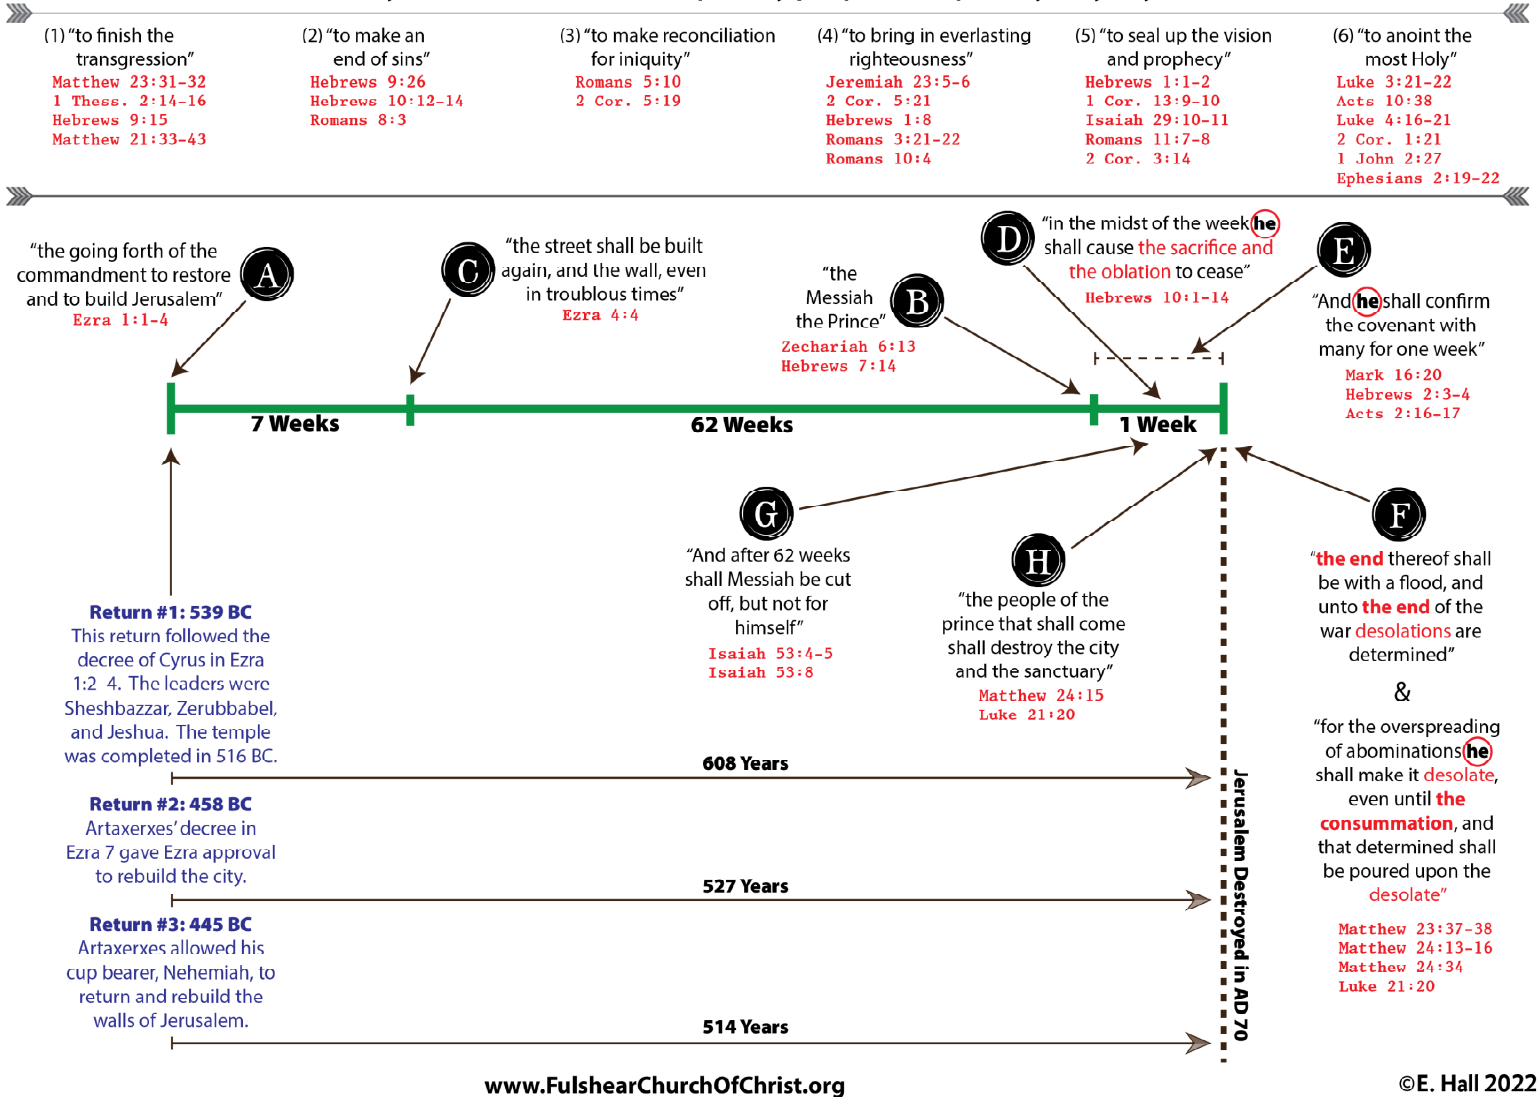 (1) “to finish the
transgression”
Matthew 23:31-32
1 Thess. 2:14-16
Hebrews 9:15
Matthew 21:33-43
(2) “to make an
end of sins”
Hebrews 9:26
Hebrews 10:12-14
Romans 8:3
(3) “to make reconciliation
for iniquity”
Romans 5:10
2 Cor. 5:19
(4) “to bring in everlasting
righteousness”
Jeremiah 23:5-6
2 Cor. 5:21
Hebrews 1:8
Romans 3:21-22
Romans 10:4
(5) “to seal up the vision
and prophecy”
Hebrews 1:1-2
1 Cor. 13:9-10
Isaiah 29:10-11
Romans 11:7-8
2 Cor. 3:14
(6) “to anoint the
most Holy”
Luke 3:21-22
Acts 10:38
Luke 4:16-21
2 Cor. 1:21
1 John 2:27
Ephesians 2:19-22
“the going forth of the
commandment to restore
and to build Jerusalem”
Ezra 1:1-4
A
C
“the street shall be built
again, and the wall, even
in troublous times”
Ezra 4:4
“the
Messiah
the Prince”
Zechariah 6:13
Hebrews 7:14
B
D
“in the midst of the week he
shall cause the sacrifice and
the oblation to cease”
Hebrews 10:1-14
E
“And he shall confirm
the covenant with
many for one week”
Mark 16:20
Hebrews 2:3-4
Acts 2:16-17
7 Weeks
62 Weeks
1 Week
G
“And after 62 weeks
shall Messiah be cut
off, but not for
himself”
Isaiah 53:4-5
Isaiah 53:8
H
“the people of the
prince that shall come
shall destroy the city
and the sanctuary”
Matthew 24:15
Luke 21:20
F
“the end thereof shall
be with a flood, and
unto the end of the
war desolations are
determined”
&
“for the overspreading
of abominations he
shall make it desolate,
even until the
consummation, and
that determined shall
be poured upon the
desolate”
Matthew 23:37-38
Matthew 24:13-16
Matthew 24:34
Luke 21:20
Return #1: 539 BC
This return followed the
decree of Cyrus in Ezra
1:2 4. The leaders were
Sheshbazzar, Zerubbabel,
and Jeshua. The temple
was completed in 516 BC.
608 Years
Return #2: 458 BC
Artaxerxes’ decree in
Ezra 7 gave Ezra approval
to rebuild the city.
527 Years
Return #3: 445 BC
Artaxerxes allowed his
cup bearer, Nehemiah, to
return and rebuild the
walls of Jerusalem.
514 Years
Jerusalem Destroyed in AD 70
www.FulshearChurchOfChrist.org
©E. Hall 2022